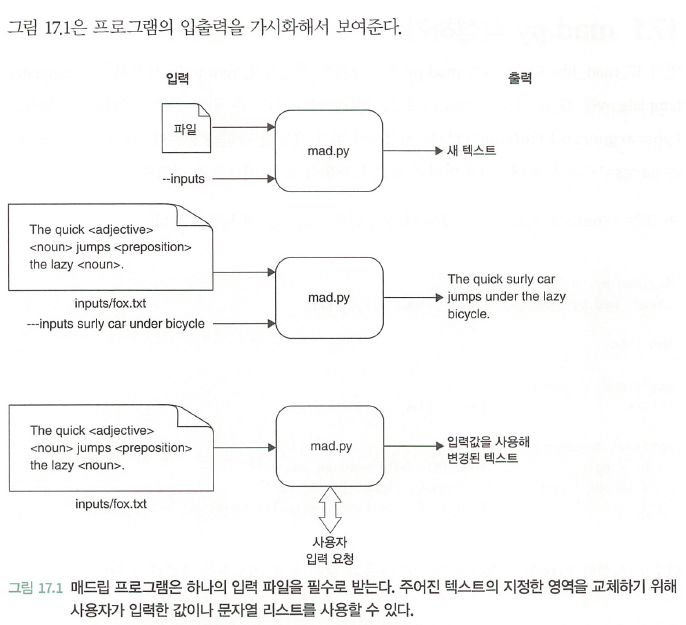 그림 17.1은 프로그램의 입출력을 가시화해서 보여준다.
입력
출력
파일
mad.py
새 텍스트
--inputs
The quick <adjective>
<noun> jumps <preposition>
the lazy <noun>.
inputs/fox.txt
---inputs surly car under bicycle
mad.py
The quick surly car
jumps under the lazy
bicycle.
The quick <adjective>
<noun> jumps <preposition>
the lazy <noun>.
inputs/fox.txt
mad.py
입력값을 사용해
변경된 텍스트
사용자
입력 요청
그림 17.1 매드립 프로그램은 하나의 입력 파일을 필수로 받는다. 주어진 텍스트의 지정한 영역을 교체하기 위해
사용자가 입력한 값이나 문자열 리스트를 사용할 수 있다.